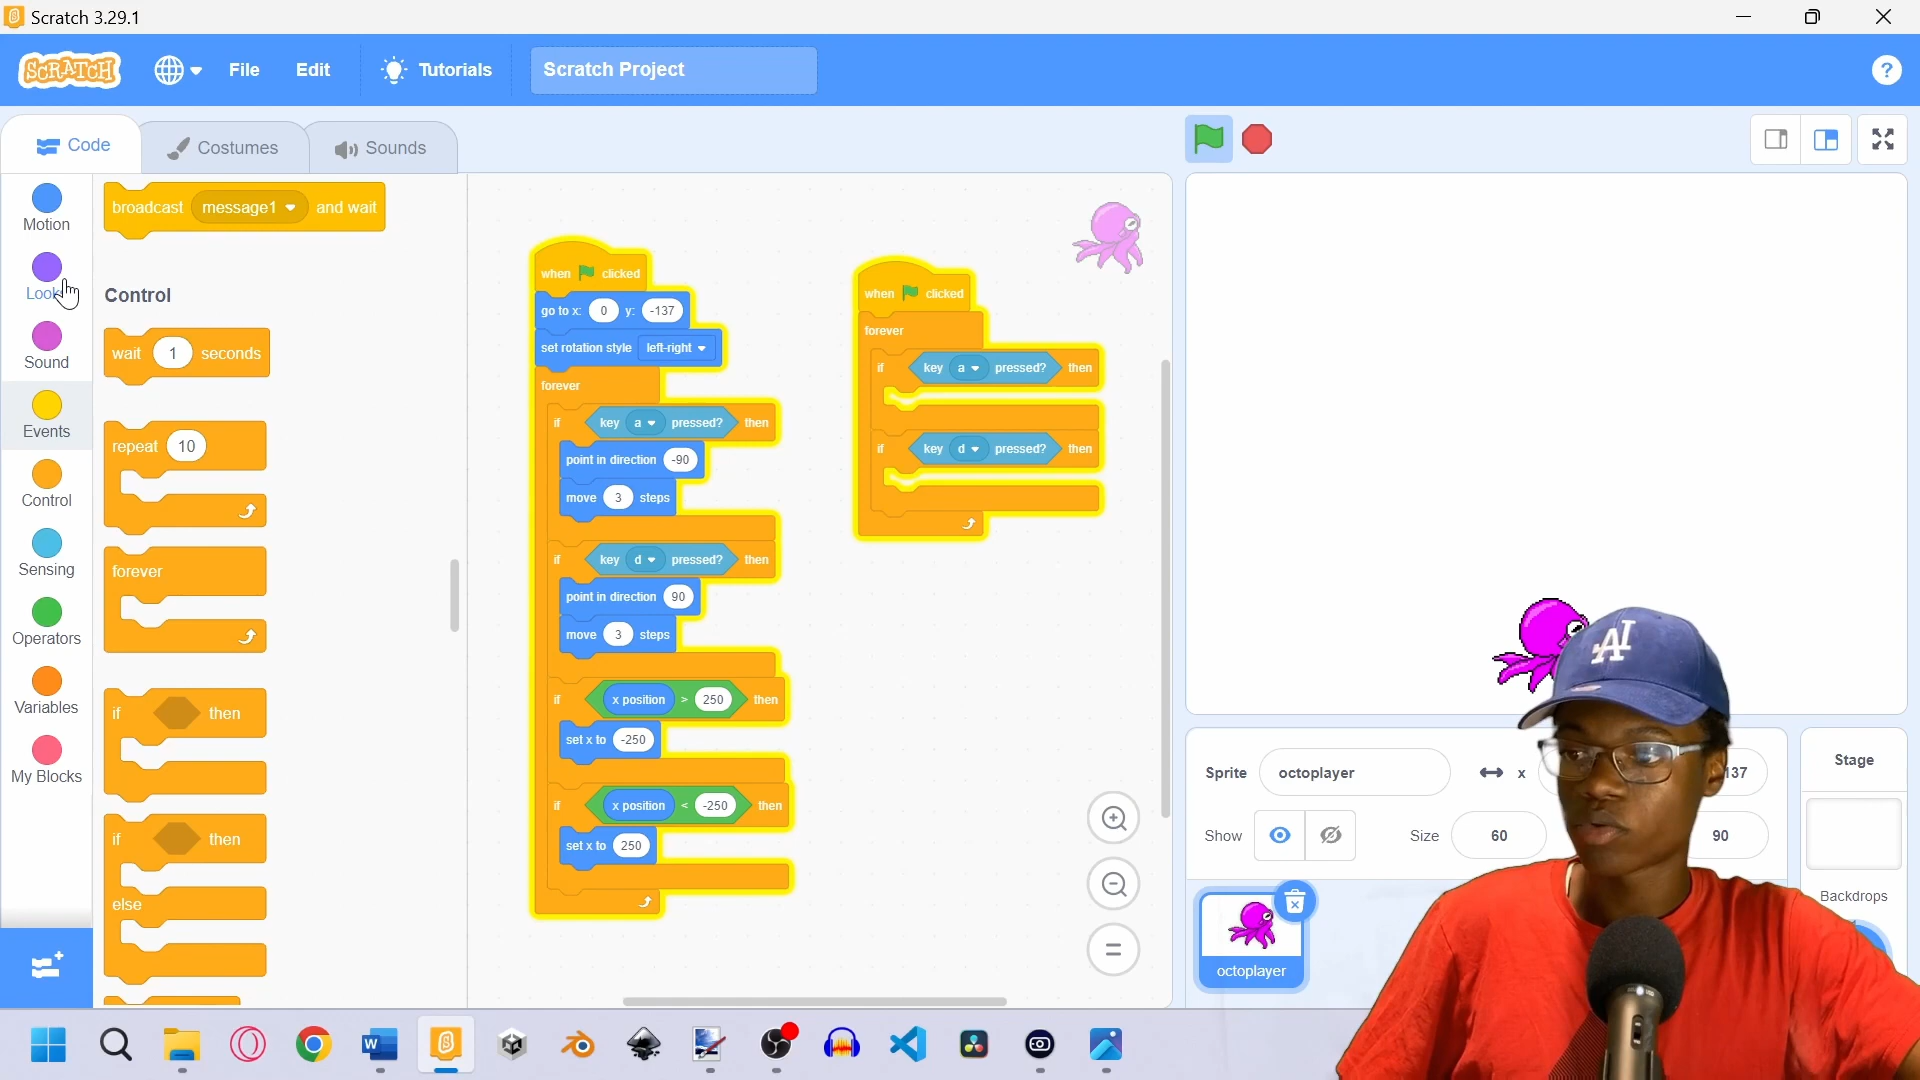 Scratch 3.29.1
SCRATCH
File
Edit
Tutorials
Scratch Project
?
Code
Costumes
Sounds
Motion
Looks
Sound
Events
Control
Sensing
Operators
Variables
My Blocks
broadcast message1 and wait
Control
wait 1 seconds
repeat 10
forever
if then
if then
else
when clicked
go to x: 0 y: -137
set rotation style left-right
forever
if key a pressed? then
point in direction -90
move 3 steps
if key d pressed? then
point in direction 90
move 3 steps
if x position > 250 then
set x to -250
if x position < -250 then
set x to 250
when clicked
forever
if key a pressed? then
if key d pressed? then
Sprite octoplayer x
Show Size 60 90
octoplayer
Stage
Backdrops